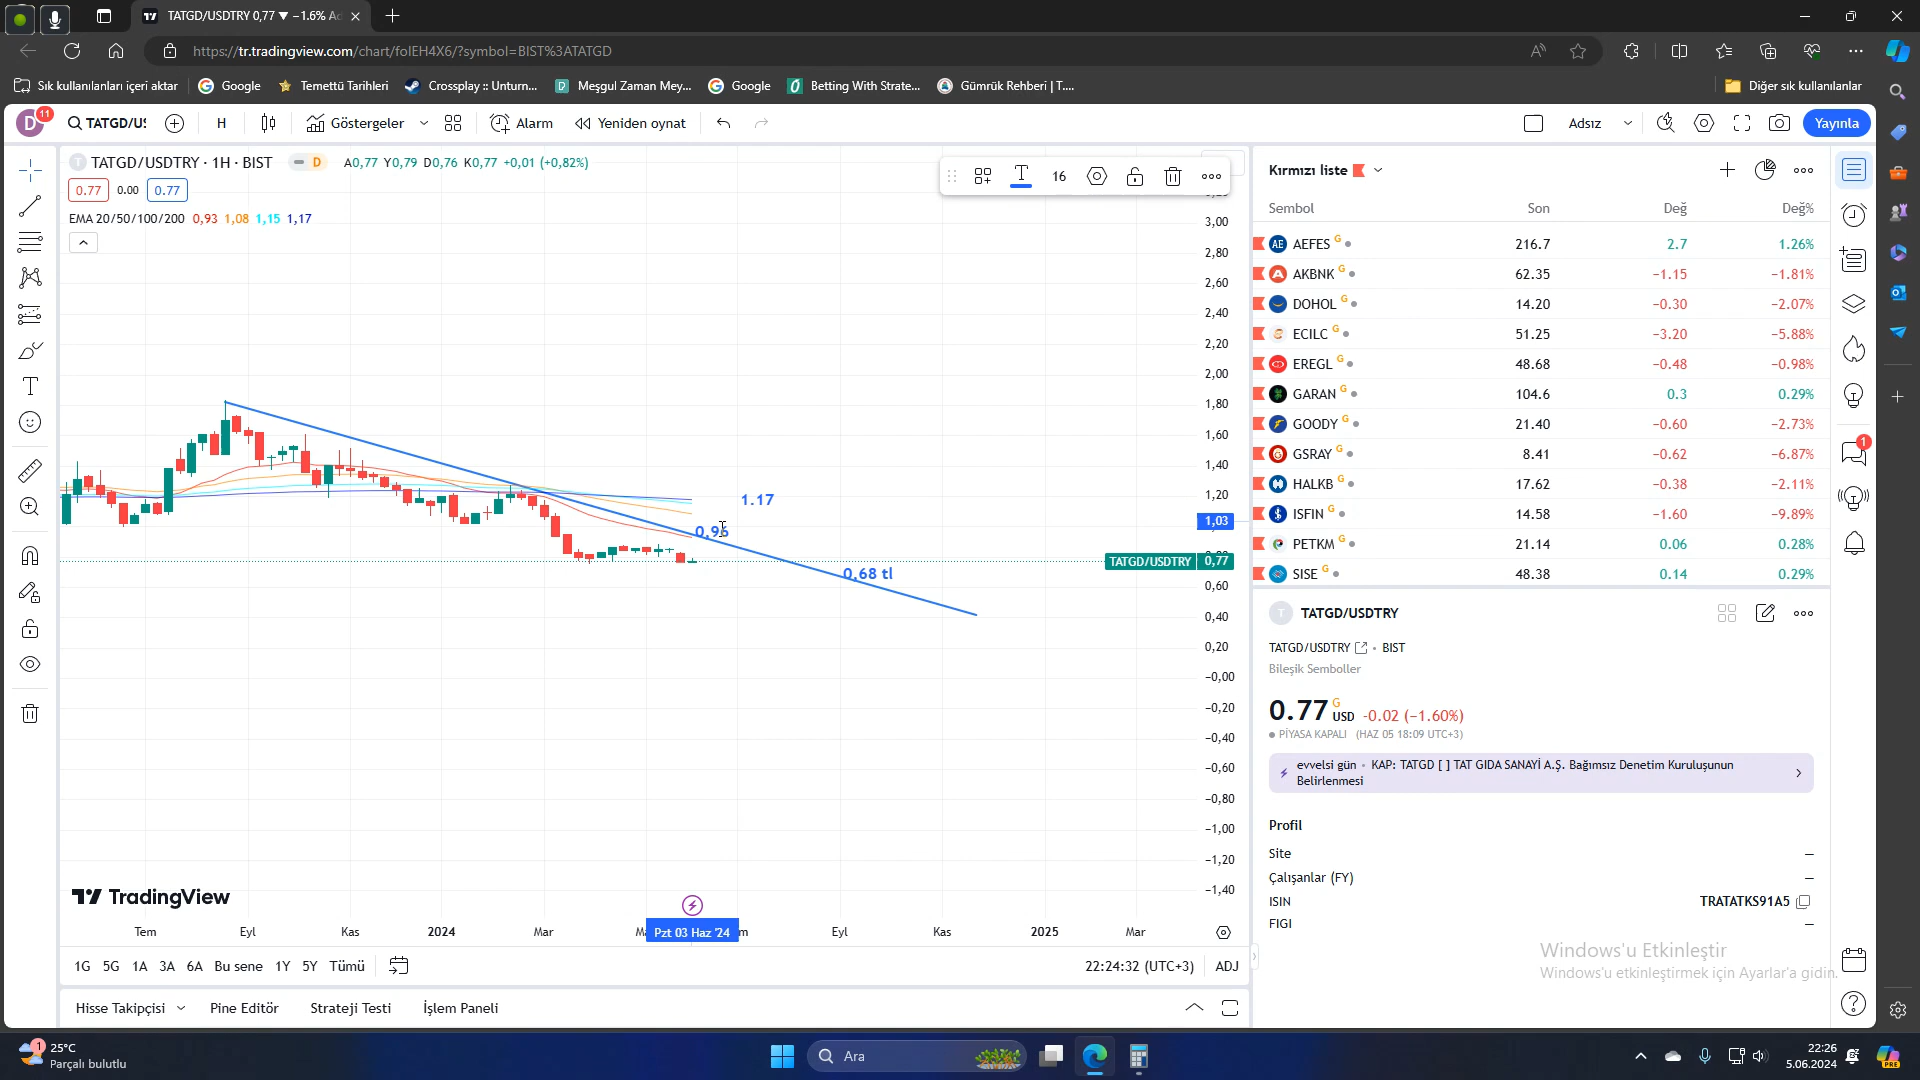 TATGD/USDTRY 0,77 ▼ −1.6% Ad
https://tr.tradingview.com/chart/folEH4X6/?symbol=BIST%3ATATGD
Sık kullanılanları içeri aktar
Google
Temettü Tarihleri
Crossplay :: Unturn...
Meşgul Zaman Mey...
Google
Betting With Strate...
Gümrük Rehberi | T....
Diğer sık kullanılanlar
D
11
TATGD/U
H
Göstergeler
Alarm
Yeniden oynat
Adsız
Yayınla
T
TATGD/USDTRY · 1H · BIST
D
A0,77 Y0,79 D0,76 K0,77 +0,01 (+0,82%)
0.77
0.00
0.77
EMA 20/50/100/200 0,93 1,08 1,15 1,17
16
3,00
2,80
2,60
2,40
2,20
2,00
1,80
1,60
1,40
1,20
1,03
TATGD/USDTRY 0,77
0,60
0,40
0,20
−0,00
−0,20
−0,40
−0,60
−0,80
−1,00
−1,20
−1,40
1.17
0.96
0,68 tl
TradingView
Tem
Eyl
Kas
2024
Mar
Pzt 03 Haz '24
Eyl
Kas
2025
Mar
1G 5G 1A 3A 6A Bu sene 1Y 5Y Tümü
22:24:32 (UTC+3)
ADJ
Hisse Takipçisi
Pine Editör
Strateji Testi
İşlem Paneli
Kırmızı liste
Sembol Son Değ Değ%
AEFES G 216.7 2.7 1.26%
AKBNK G 62.35 −1.15 −1.81%
DOHOL G 14.20 −0.30 −2.07%
ECILC G 51.25 −3.20 −5.88%
EREGL G 48.68 −0.48 −0.98%
GARAN G 104.6 0.3 0.29%
GOODY G 21.40 −0.60 −2.73%
GSRAY G 8.41 −0.62 −6.87%
HALKB G 17.62 −0.38 −2.11%
ISFIN G 14.58 −1.60 −9.89%
PETKM G 21.14 0.06 0.28%
SISE G 48.38 0.14 0.29%
T
TATGD/USDTRY
TATGD/USDTRY • BIST
Bileşik Semboller
0.77 G USD -0.02 (−1.60%)
PİYASA KAPALI (HAZ 05 18:09 UTC+3)
evvelsi gün • KAP: TATGD [ ] TAT GIDA SANAYİ A.Ş. Bağımsız Denetim Kuruluşunun
Belirlenmesi
Profil
Site –
Çalışanlar (FY) –
ISIN TRATATKS91A5
FIGI –
Windows'u Etkinleştir
Windows'u etkinleştirmek için Ayarlar'a gidin.
1
1
25°C
Parçalı bulutlu
Ara
22:26
5.06.2024
PRE